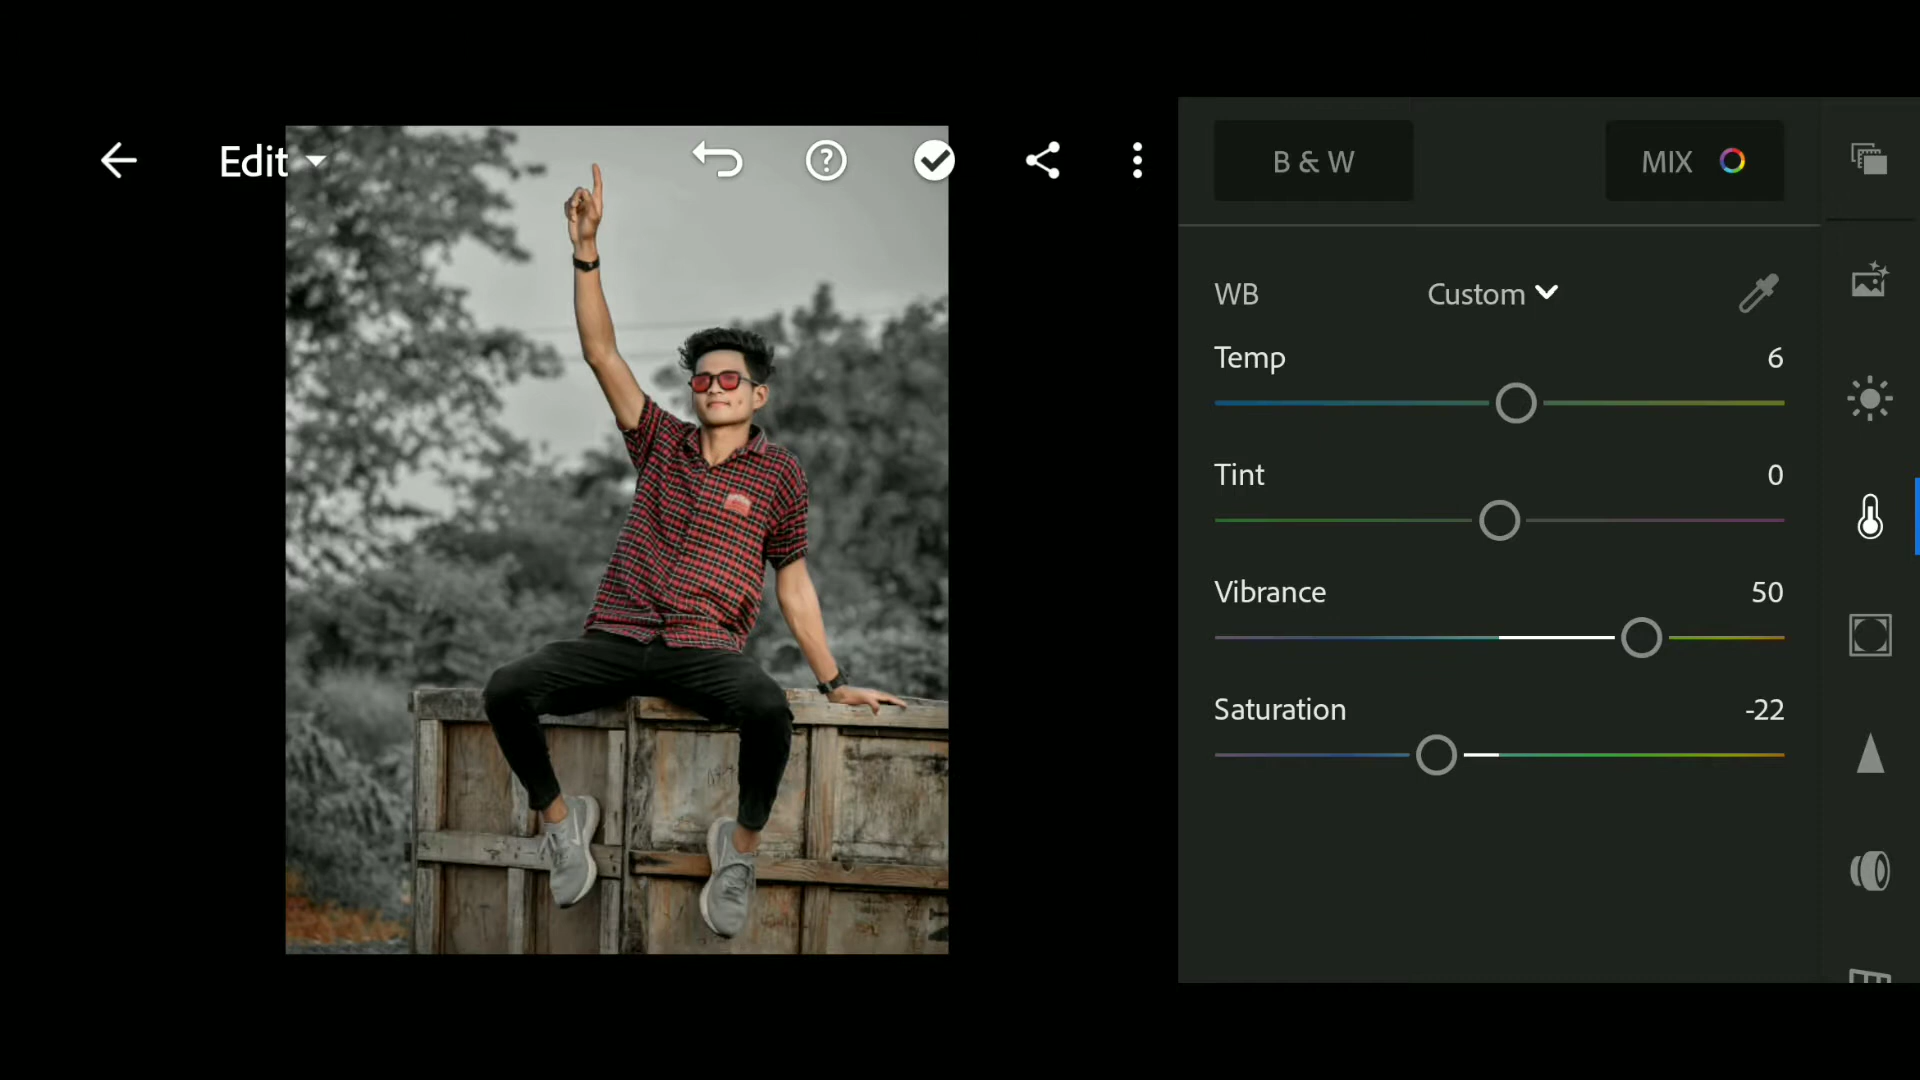 Edit
B & W
MIX
WB Custom
Temp 6
Tint 0
Vibrance 50
Saturation -22